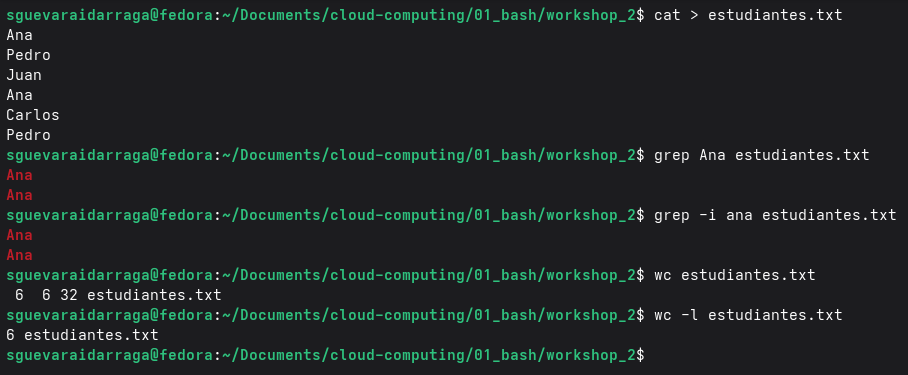 sguevaraidarraga@fedora:~/Documents/cloud-computing/01_bash/workshop_2$ cat > estudiantes.txt
Ana
Pedro
Juan
Ana
Carlos
Pedro
sguevaraidarraga@fedora:~/Documents/cloud-computing/01_bash/workshop_2$ grep Ana estudiantes.txt
Ana
Ana
sguevaraidarraga@fedora:~/Documents/cloud-computing/01_bash/workshop_2$ grep -i ana estudiantes.txt
Ana
Ana
sguevaraidarraga@fedora:~/Documents/cloud-computing/01_bash/workshop_2$ wc estudiantes.txt
 6  6 32 estudiantes.txt
sguevaraidarraga@fedora:~/Documents/cloud-computing/01_bash/workshop_2$ wc -l estudiantes.txt
6 estudiantes.txt
sguevaraidarraga@fedora:~/Documents/cloud-computing/01_bash/workshop_2$